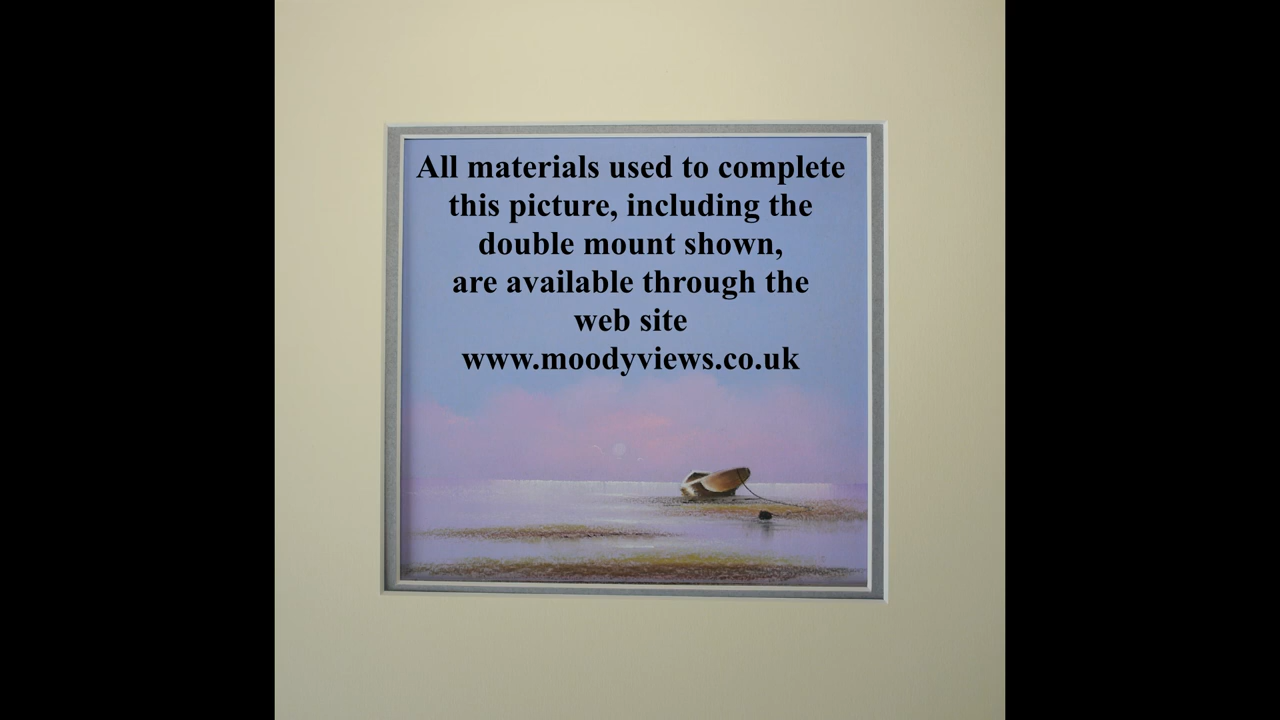 All materials used to complete
this picture, including the
double mount shown,
are available through the
web site
www.moodyviews.co.uk